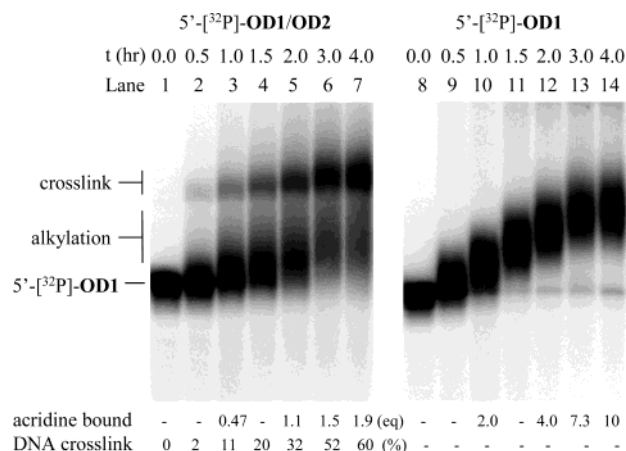 5'-[³²P]-OD1/OD2 5'-[³²P]-OD1
t (hr) 0.0 0.5 1.0 1.5 2.0 3.0 4.0 0.0 0.5 1.0 1.5 2.0 3.0 4.0
Lane 1 2 3 4 5 6 7 8 9 10 11 12 13 14
crosslink
alkylation
5'-[³²P]-OD1
acridine bound - - 0.47 - 1.1 1.5 1.9 (eq) - - 2.0 - 4.0 7.3 10
DNA crosslink 0 2 11 20 32 52 60 (%) - - - - - - -